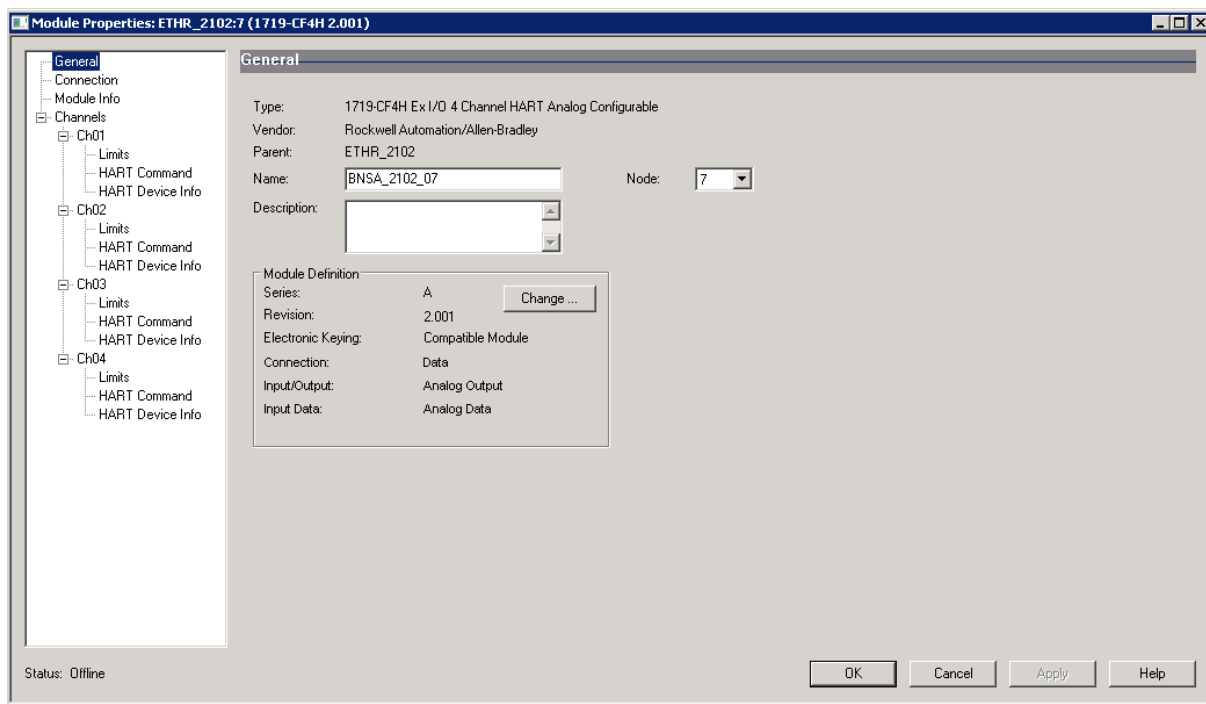 Module Properties: ETHR_2102:7 (1719-CF4H 2.001)
General
Connection
Module Info
Channels
Ch01
Limits
HART Command
HART Device Info
Ch02
Limits
HART Command
HART Device Info
Ch03
Limits
HART Command
HART Device Info
Ch04
Limits
HART Command
HART Device Info
General
Type: 1719-CF4H Ex I/O 4 Channel HART Analog Configurable
Vendor: Rockwell Automation/Allen-Bradley
Parent: ETHR_2102
Name: BNSA_2102_07 Node: 7
Description:
Module Definition
Series: A Change ...
Revision: 2.001
Electronic Keying: Compatible Module
Connection: Data
Input/Output: Analog Output
Input Data: Analog Data
Status: Offline
OK Cancel Apply Help